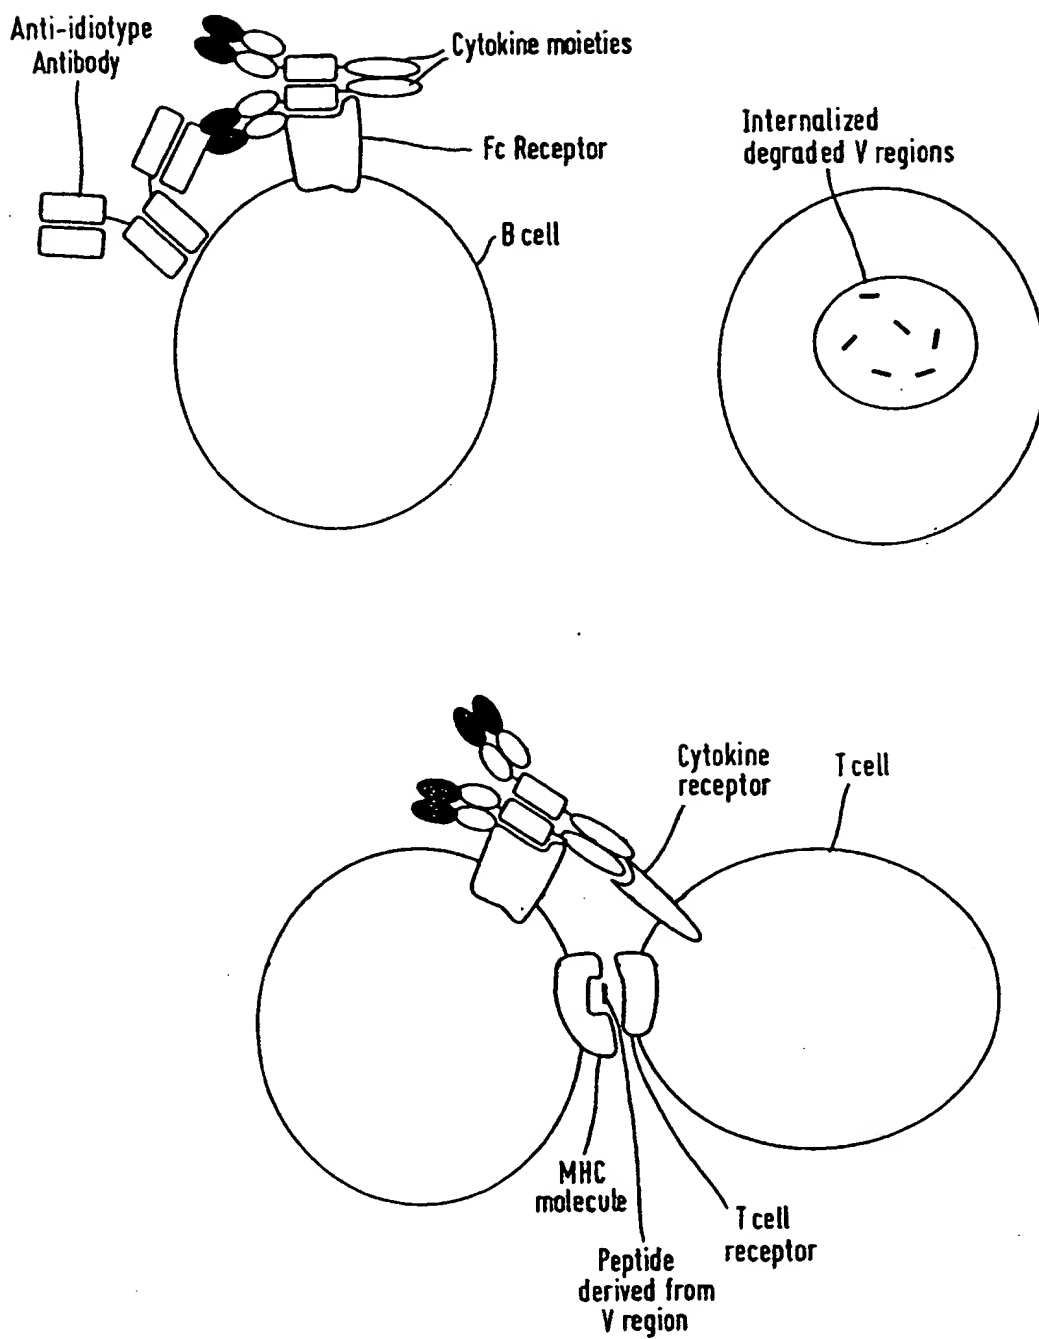 Anti-idiotype
Antibody
Cytokine moieties
Fc Receptor
B cell
Internalized
degraded V regions
Cytokine
receptor
T cell
MHC
molecule
T cell
receptor
Peptide
derived from
V region